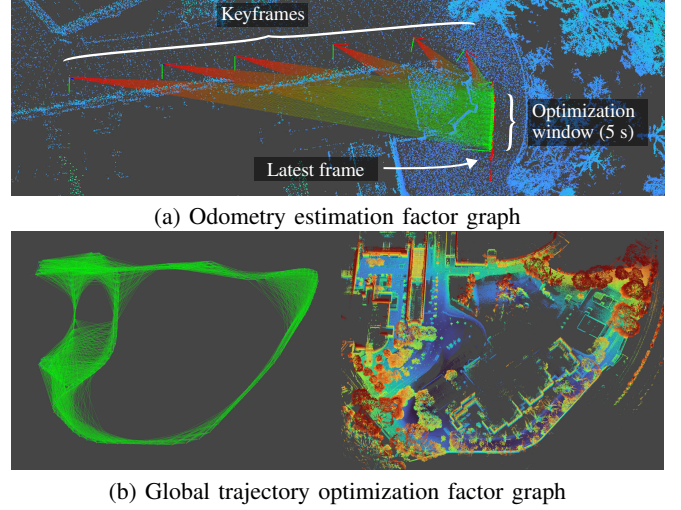 Keyframes
Optimization
window (5 s)
Latest frame
(a) Odometry estimation factor graph
(b) Global trajectory optimization factor graph